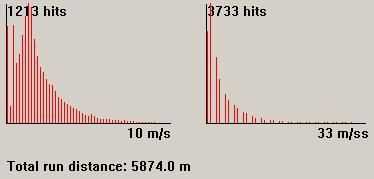 1213 hits
3733 hits
10 m/s
33 m/ss
Total run distance: 5874.0 m